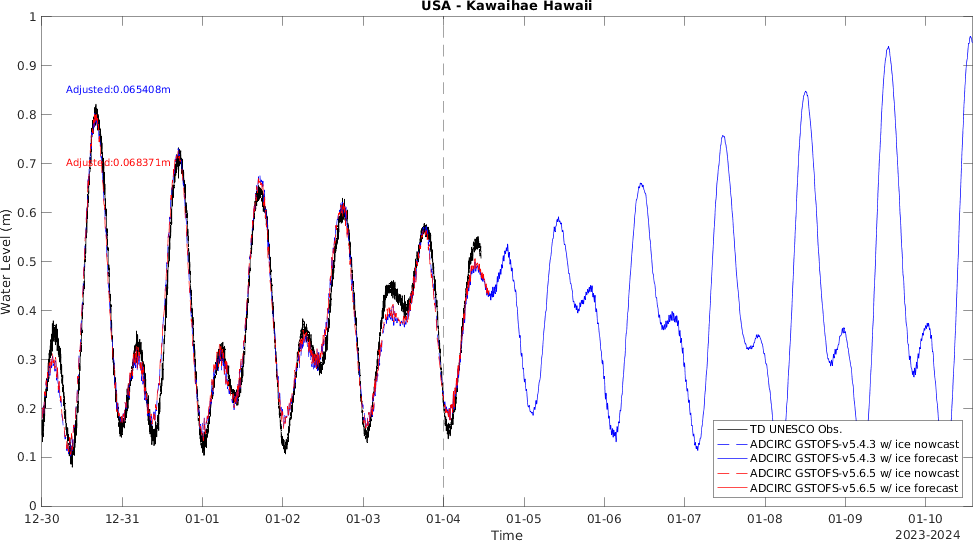 USA - Kawaihae Hawaii
1
0.9
0.8
0.7
0.6
0.5
0.4
0.3
0.2
0.1
0
Water Level (m)
Adjusted:0.065408m
Adjusted:0.068371m
TD UNESCO Obs.
ADCIRC GSTOFS-v5.4.3 w/ ice nowcast
ADCIRC GSTOFS-v5.4.3 w/ ice forecast
ADCIRC GSTOFS-v5.6.5 w/ ice nowcast
ADCIRC GSTOFS-v5.6.5 w/ ice forecast
12-30 12-31 01-01 01-02 01-03 01-04 01-05 01-06 01-07 01-08 01-09 01-10
Time
2023-2024